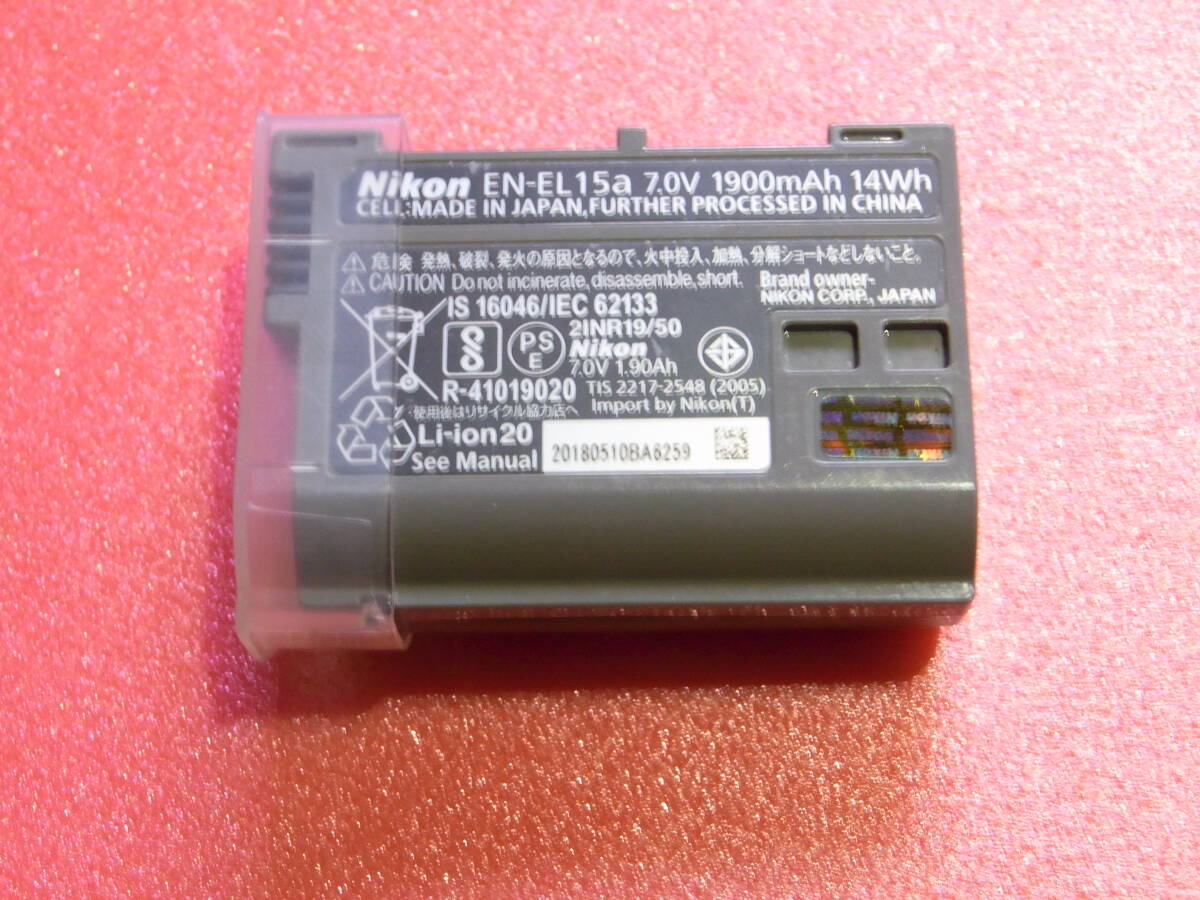 Nikon EN-EL15a 7.0V 1900mAh 14Wh
CELL:MADE IN JAPAN,FURTHER PROCESSED IN CHINA
危険 発熱、破裂、発火の原因となるので、火中投入、加熱、分解ショートなどしないこと。
CAUTION Do not incinerate, disassemble, short.
Brand owner-
NIKON CORP., JAPAN
IS 16046/IEC 62133
PS
E
2INR19/50
Nikon
7.0V 1.90Ah
R-41019020
TIS 2217-2548 (2005)
使用後はリサイクル協力店へ
Import by Nikon(T)
Li-ion20
See Manual
20180510BA6259